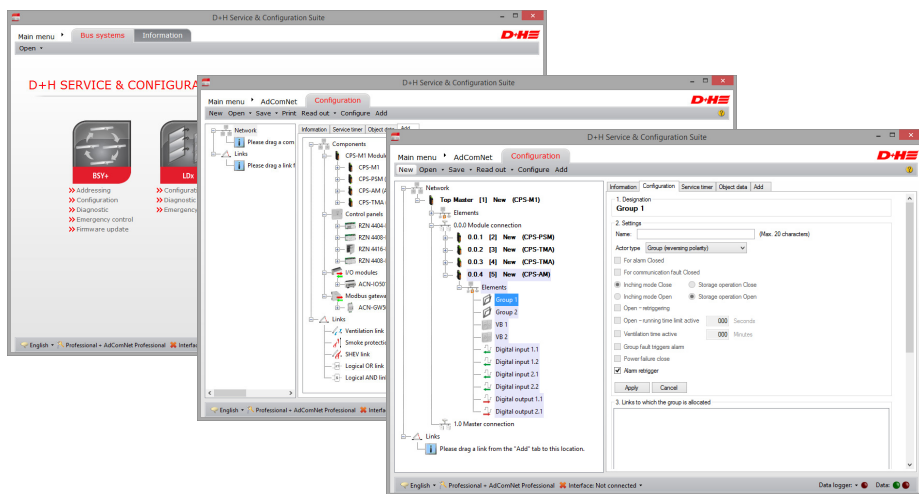 D+H Service & Configuration Suite
Main menu Bus systems Information
D+H
Open
D+H SERVICE & CONFIGURA
BSY+
Addressing
Configuration
Diagnostic
Emergency control
Firmware update
LDx
Configurat
Diagnostic
Emergency
English Professional + AdComNet Professional Interfac
D+H Service & Configuration Suite
Main menu AdComNet Configuration
D+H
New Open Save Print Read out Configure Add
Network
Please drag a com
Links
Please drag a link f
Information Service timer Object data Add
Components
CPS-M1 Modul
CPS-M1
CPS-PSM (
CPS-AM (A
CPS-TMA
Control panels
RZN 4404-
RZN 4408-
RZN 4416-
RZN 4408-
I/O modules
ACN-IO50
Modbus gatewa
ACN-GW5
Links
Ventilation link
Smoke protectio
SHEV link
Logical OR link
Logical AND lin
English Professional + AdComNet Professional Interfa
D+H Service & Configuration Suite
Main menu AdComNet Configuration
D+H
New Open Save Read out Configure Add
Network
Top Master [1] New (CPS-M1)
Elements
0.0.0 Module connection
0.0.1 [2] New (CPS-PSM)
0.0.2 [3] New (CPS-TMA)
0.0.3 [4] New (CPS-TMA)
0.0.4 [5] New (CPS-AM)
Elements
Group 1
Group 2
VB 1
VB 2
Digital input 1.1
Digital input 1.2
Digital input 2.1
Digital input 2.2
Digital output 1.1
Digital output 2.1
1.0 Master connection
Links
Please drag a link from the "Add" tab to this location.
Information Configuration Service timer Object data Add
1. Designation
Group 1
2. Settings
Name: (Max. 20 characters)
Actor type Group (reversing polarity)
For alarm Closed
For communication fault Closed
Inching mode Close Storage operation Close
Inching mode Open Storage operation Open
Open - retriggering
Open - running time limit active 000 Seconds
Ventilation time active 000 Minutes
Group fault triggers alarm
Power failure close
Alarm retrigger
Apply Cancel
3. Links to which the group is allocated
English Professional + AdComNet Professional Interface: Not connected Data logger: Data: